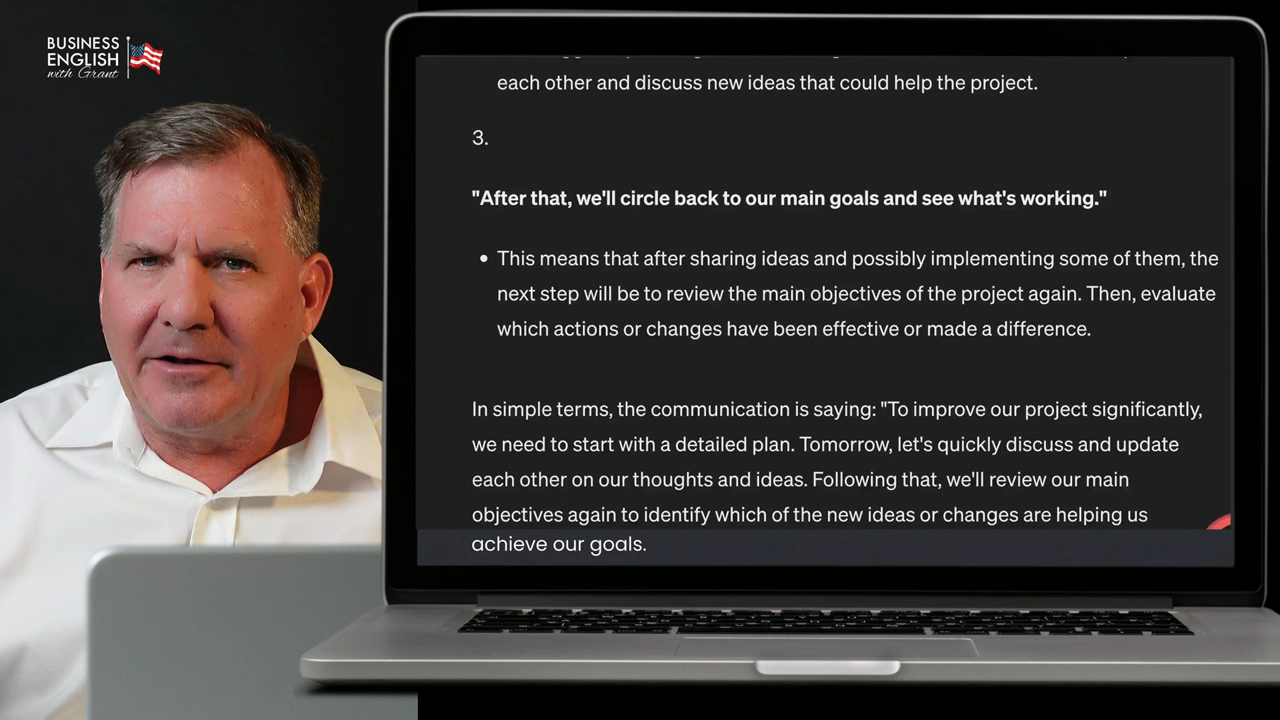 BUSINESS
ENGLISH
with Grant
each other and discuss new ideas that could help the project.
3.
"After that, we'll circle back to our main goals and see what's working."
• This means that after sharing ideas and possibly implementing some of them, the
next step will be to review the main objectives of the project again. Then, evaluate
which actions or changes have been effective or made a difference.
In simple terms, the communication is saying: "To improve our project significantly,
we need to start with a detailed plan. Tomorrow, let's quickly discuss and update
each other on our thoughts and ideas. Following that, we'll review our main
objectives again to identify which of the new ideas or changes are helping us
achieve our goals.